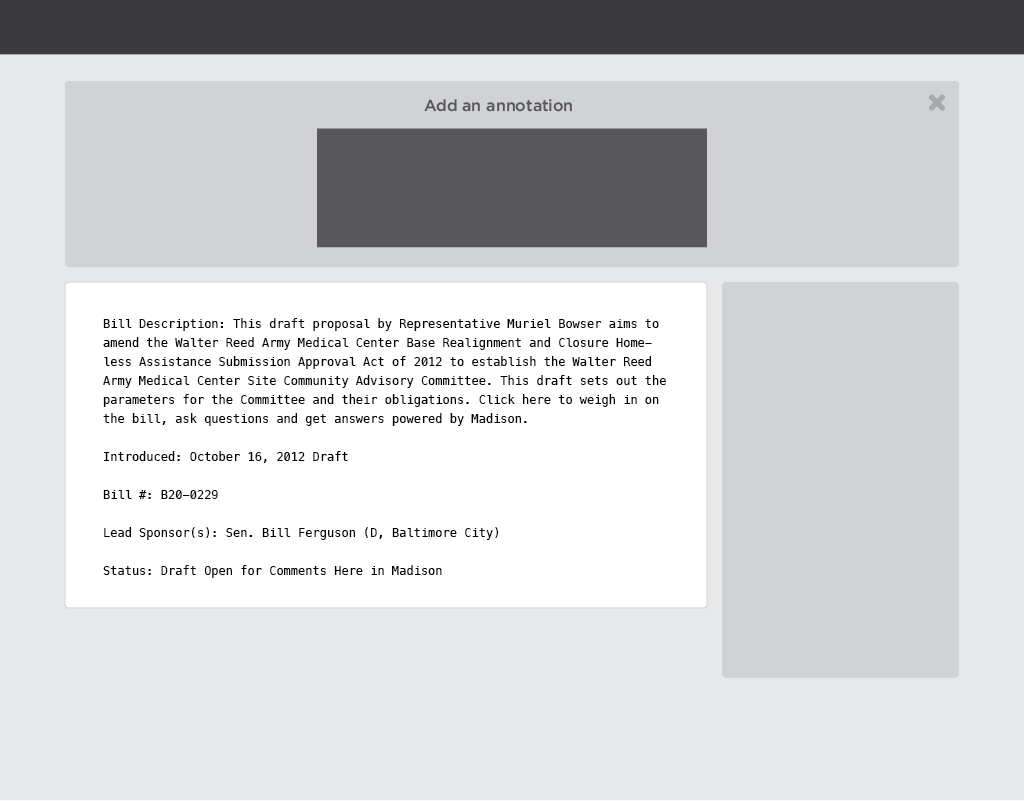 Add an annotation
Bill Description: This draft proposal by Representative Muriel Bowser aims to
amend the Walter Reed Army Medical Center Base Realignment and Closure Home–
less Assistance Submission Approval Act of 2012 to establish the Walter Reed
Army Medical Center Site Community Advisory Committee. This draft sets out the
parameters for the Committee and their obligations. Click here to weigh in on
the bill, ask questions and get answers powered by Madison.
Introduced: October 16, 2012 Draft
Bill #: B20–0229
Lead Sponsor(s): Sen. Bill Ferguson (D, Baltimore City)
Status: Draft Open for Comments Here in Madison